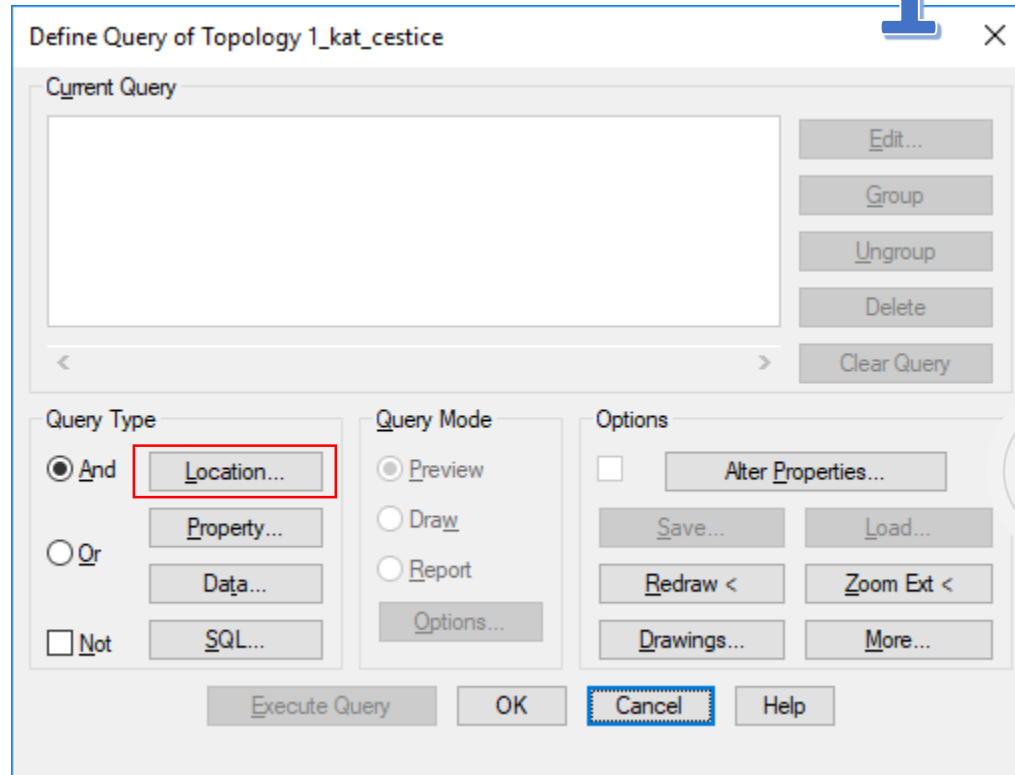 1
Define Query of Topology 1_kat_cestice
Current Query
Edit...
Group
Ungroup
Delete
Clear Query
Query Type
And
Location...
Property...
Or
Data...
Not
SQL...
Query Mode
Preview
Draw
Report
Options...
Options
Alter Properties...
Save...
Load...
Redraw <
Zoom Ext <
Drawings...
More...
Execute Query
OK
Cancel
Help